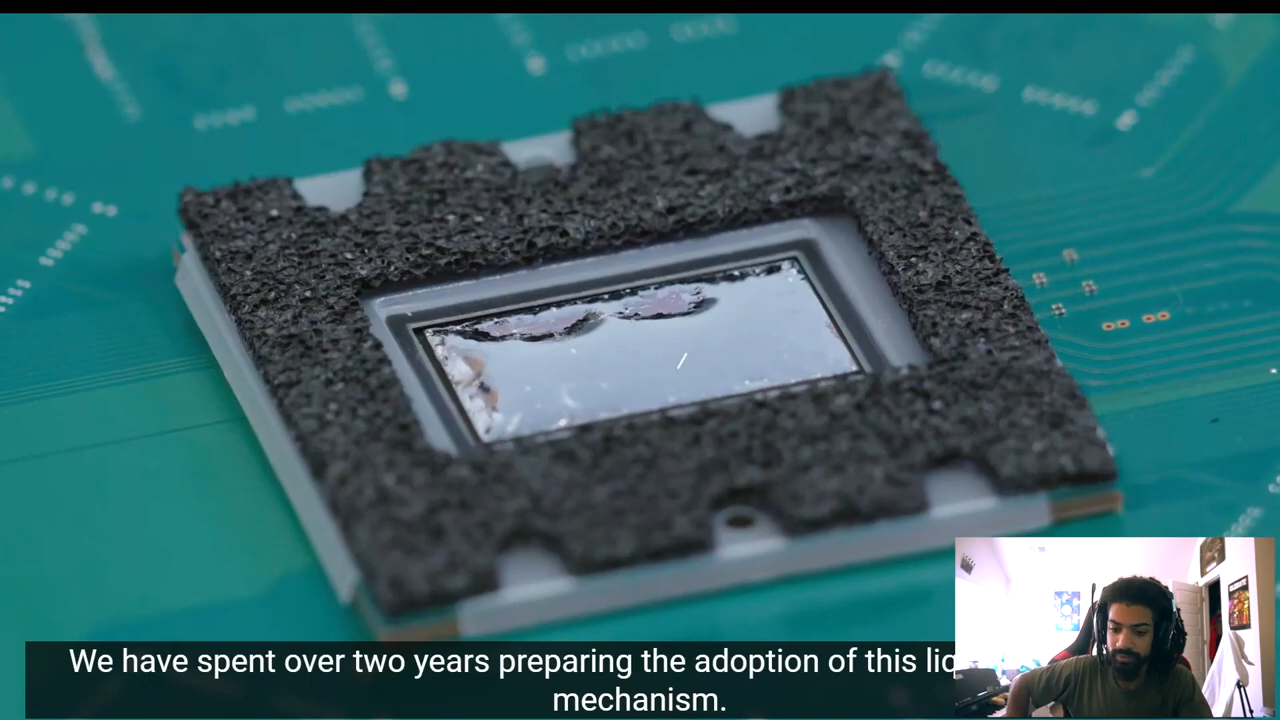 We have spent over two years preparing the adoption of this
mechanism.